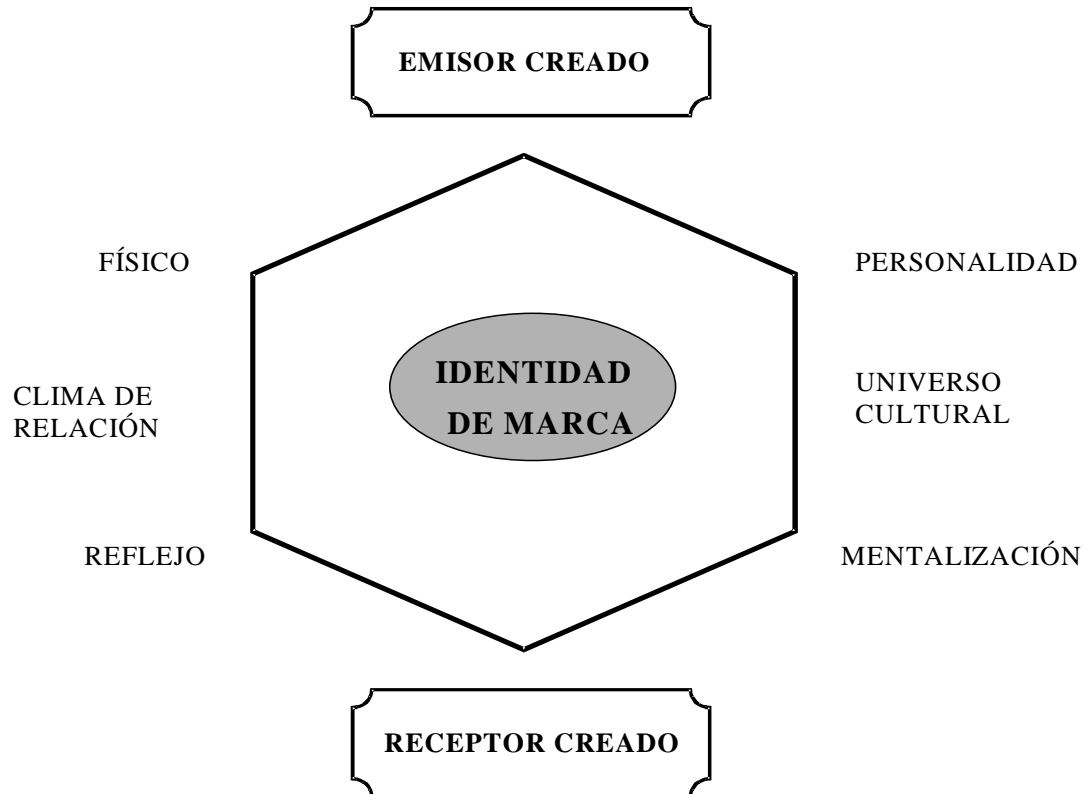 EMISOR CREADO
FÍSICO
PERSONALIDAD
IDENTIDAD
DE MARCA
CLIMA DE
RELACIÓN
UNIVERSO
CULTURAL
REFLEJO
MENTALIZACIÓN
RECEPTOR CREADO